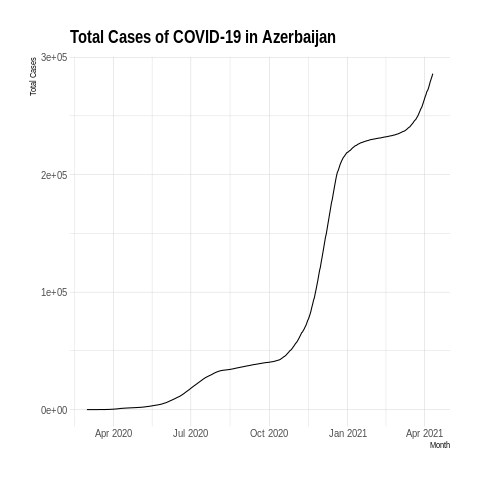 Total Cases of COVID-19 in Azerbaijan
Total Cases
3e+05
2e+05
1e+05
0e+00
Apr 2020 Jul 2020 Oct 2020 Jan 2021 Apr 2021
Month